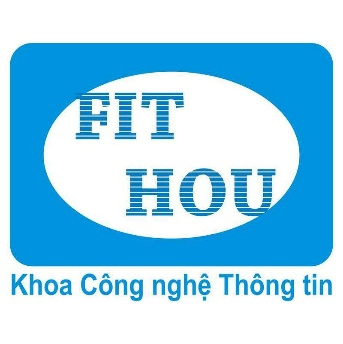 FIT
HOU
Khoa Công nghệ Thông tin